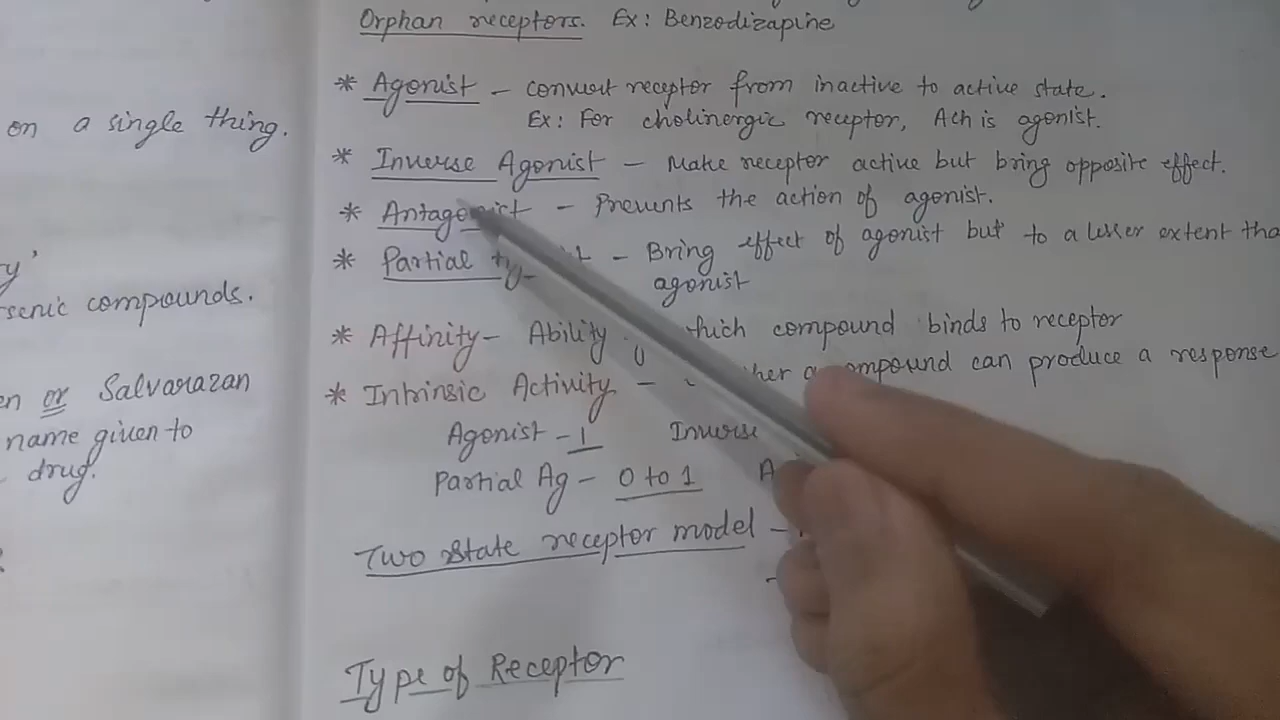 on a single thing.
y'
senic compounds.
en or Salvarazan
name given to
drug.
Orphan receptors. Ex: Benzodizapine
* Agonist - convert receptor from inactive to active state.
Ex: For cholinergic receptor, Ach is agonist.
* Inverse Agonist - Make receptor active but bring opposite effect.
* Antagonist - Prevents the action of agonist.
* Partial - Bring effect of agonist but to a lesser extent tha
agonist
* Affinity - Ability which compound binds to receptor
* Intrinsic Activity - her a compound can produce a response
Agonist - 1 Inverse
Partial Ag - 0 to 1 A
Two state receptor model -
-
Type of Receptor